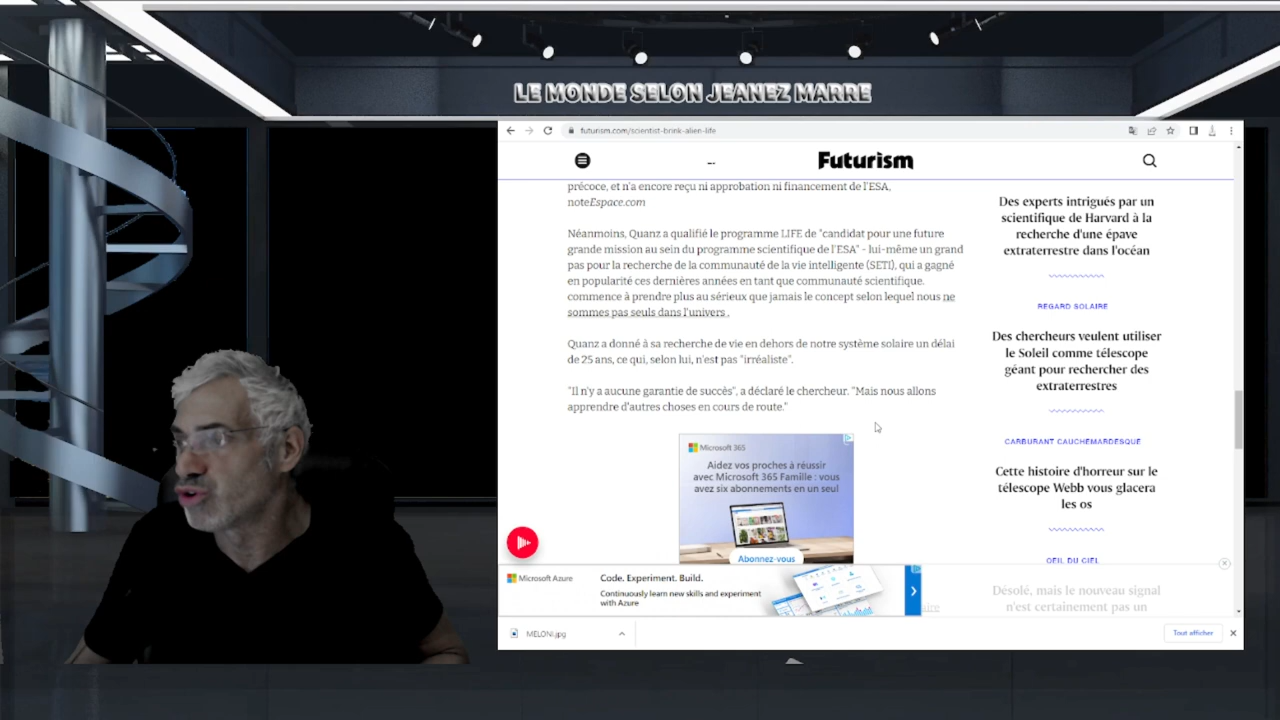 LE MONDE SELON JEANEZ MARRE
futurism.com/scientist-brink-alien-life
Futurism
précoce, et n'a encore reçu ni approbation ni financement de l'ESA,
noteEspace.com
Néanmoins, Quanz a qualifié le programme LIFE de "candidat pour une future
grande mission au sein du programme scientifique de l'ESA" - lui-même un grand
pas pour la recherche de la communauté de la vie intelligente (SETI), qui a gagné
en popularité ces dernières années en tant que communauté scientifique.
commence à prendre plus au sérieux que jamais le concept selon lequel nous ne
sommes pas seuls dans l'univers .
Quanz a donné à sa recherche de vie en dehors de notre système solaire un délai
de 25 ans, ce qui, selon lui, n'est pas "irréaliste".
"Il n'y a aucune garantie de succès", a déclaré le chercheur. "Mais nous allons
apprendre d'autres choses en cours de route."
Microsoft 365
Aidez vos proches à réussir
avec Microsoft 365 Famille : vous
avez six abonnements en un seul
Abonnez-vous
Des experts intrigués par un
scientifique de Harvard à la
recherche d'une épave
extraterrestre dans l'océan
REGARD SOLAIRE
Des chercheurs veulent utiliser
le Soleil comme télescope
géant pour rechercher des
extraterrestres
CARBURANT CAUCHEMARDESQUE
Cette histoire d'horreur sur le
télescope Webb vous glacera
les os
OEIL DU CIEL
Désolé, mais le nouveau signal
n'est certainement pas un
Microsoft Azure
Code. Experiment. Build.
Continuously learn new skills and experiment
with Azure
aire
MELONI.jpg
Tout afficher